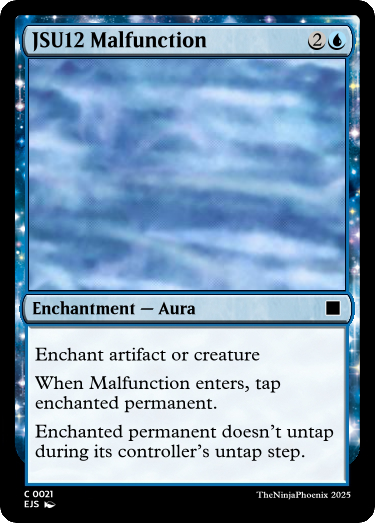 JSU12 Malfunction 2
Enchantment — Aura
Enchant artifact or creature
When Malfunction enters, tap
enchanted permanent.
Enchanted permanent doesn't untap
during its controller's untap step.
C 0021
EJS
TheNinjaPhoenix 2025